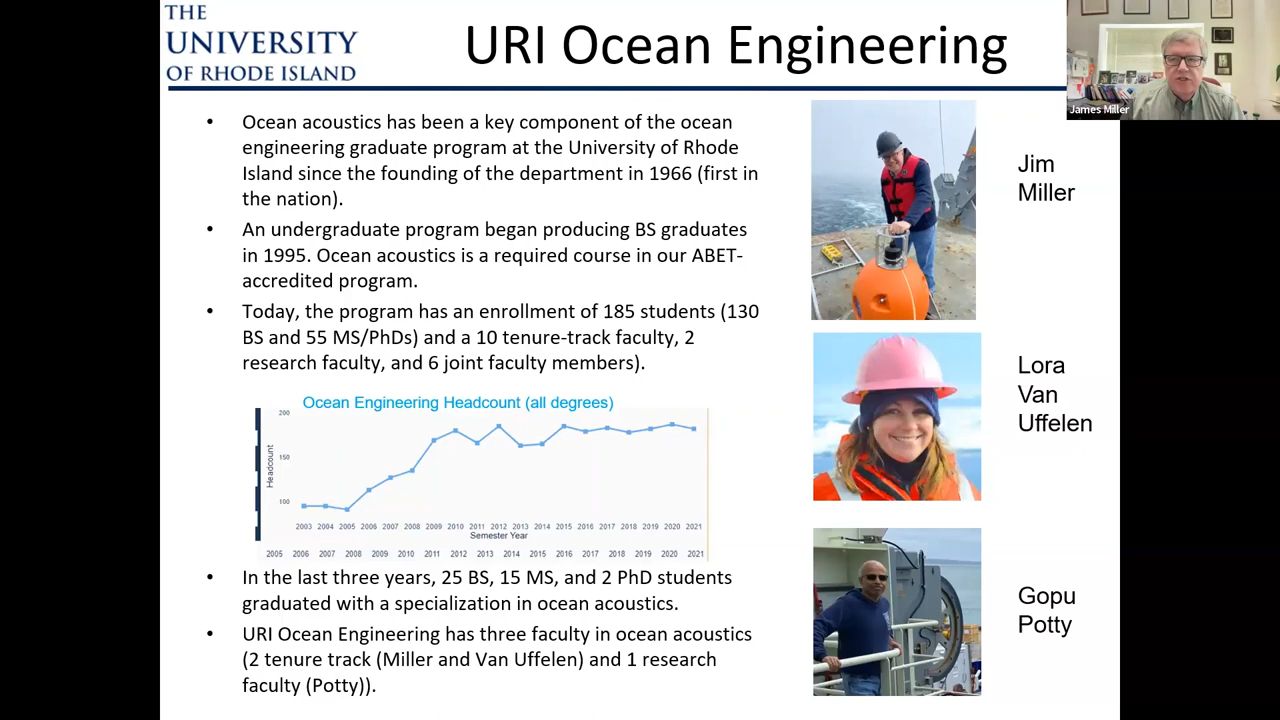 THE
UNIVERSITY
OF RHODE ISLAND
URI Ocean Engineering
James Miller
• Ocean acoustics has been a key component of the ocean
engineering graduate program at the University of Rhode
Island since the founding of the department in 1966 (first in
the nation).
• An undergraduate program began producing BS graduates
in 1995. Ocean acoustics is a required course in our ABET-
accredited program.
• Today, the program has an enrollment of 185 students (130
BS and 55 MS/PhDs) and a 10 tenure-track faculty, 2
research faculty, and 6 joint faculty members).
Ocean Engineering Headcount (all degrees)
200
150
100
Headcount
2003 2004 2005 2006 2007 2008 2009 2010 2011 2012 2013 2014 2015 2016 2017 2018 2019 2020 2021
Semester Year
2005 2006 2007 2008 2009 2010 2011 2012 2013 2014 2015 2016 2017 2018 2019 2020 2021
• In the last three years, 25 BS, 15 MS, and 2 PhD students
graduated with a specialization in ocean acoustics.
• URI Ocean Engineering has three faculty in ocean acoustics
(2 tenure track (Miller and Van Uffelen) and 1 research
faculty (Potty)).
Jim
Miller
Lora
Van
Uffelen
Gopu
Potty